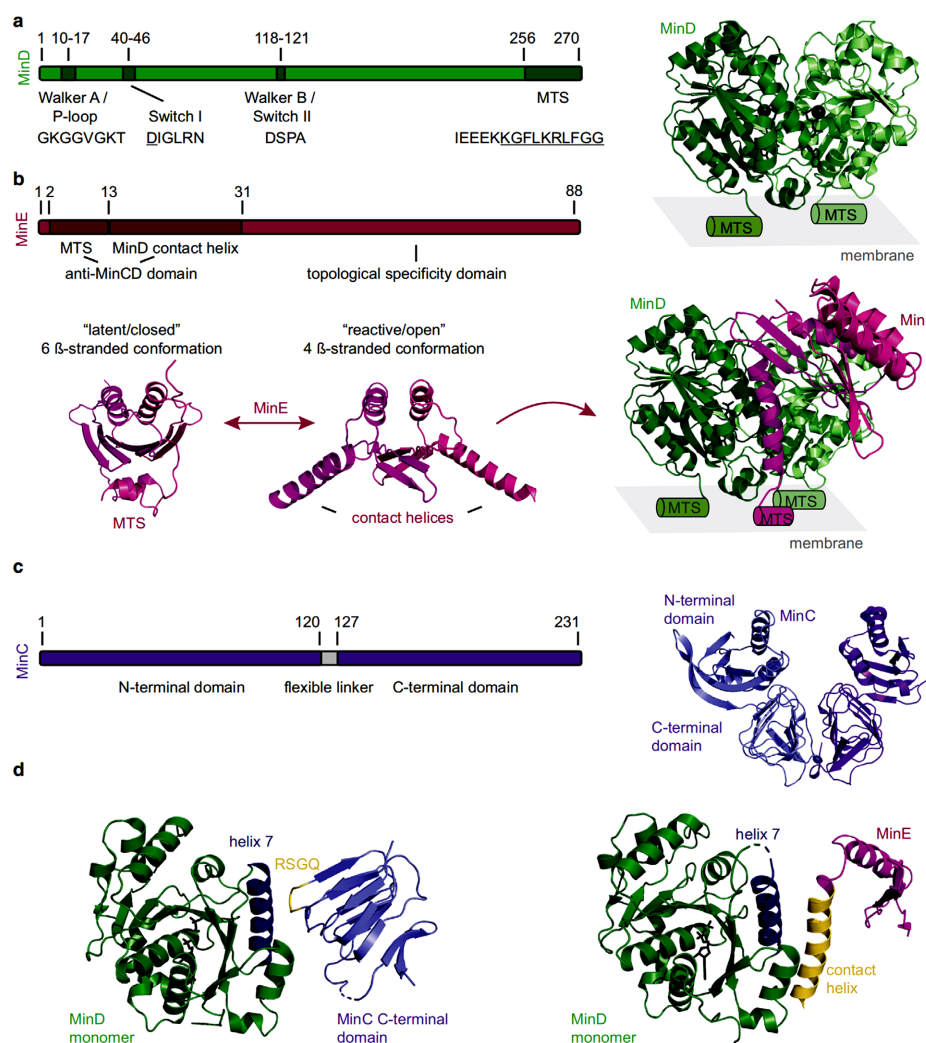 a
1 10-17 40-46 118-121 256 270
MinD
Walker A /
P-loop
GKGGVGKT
Switch I
DIGLRN
Walker B /
Switch II
DSPA
MTS
IEEEKKGFLKRLFGG
MinD
MTS
MTS
membrane
b
1 2 13 31 88
MinE
MTS
MinD contact helix
anti-MinCD domain
topological specificity domain
"latent/closed"
6 ß-stranded conformation
"reactive/open"
4 ß-stranded conformation
MinE
MTS
contact helices
MinD
Min
MTS
MTS
MTS
membrane
c
1 120 127 231
MinC
N-terminal domain
flexible linker
C-terminal domain
N-terminal
domain
MinC
C-terminal
domain
d
helix 7
RSGQ
MinD
monomer
MinC C-terminal
domain
helix 7
MinE
contact
helix
MinD
monomer